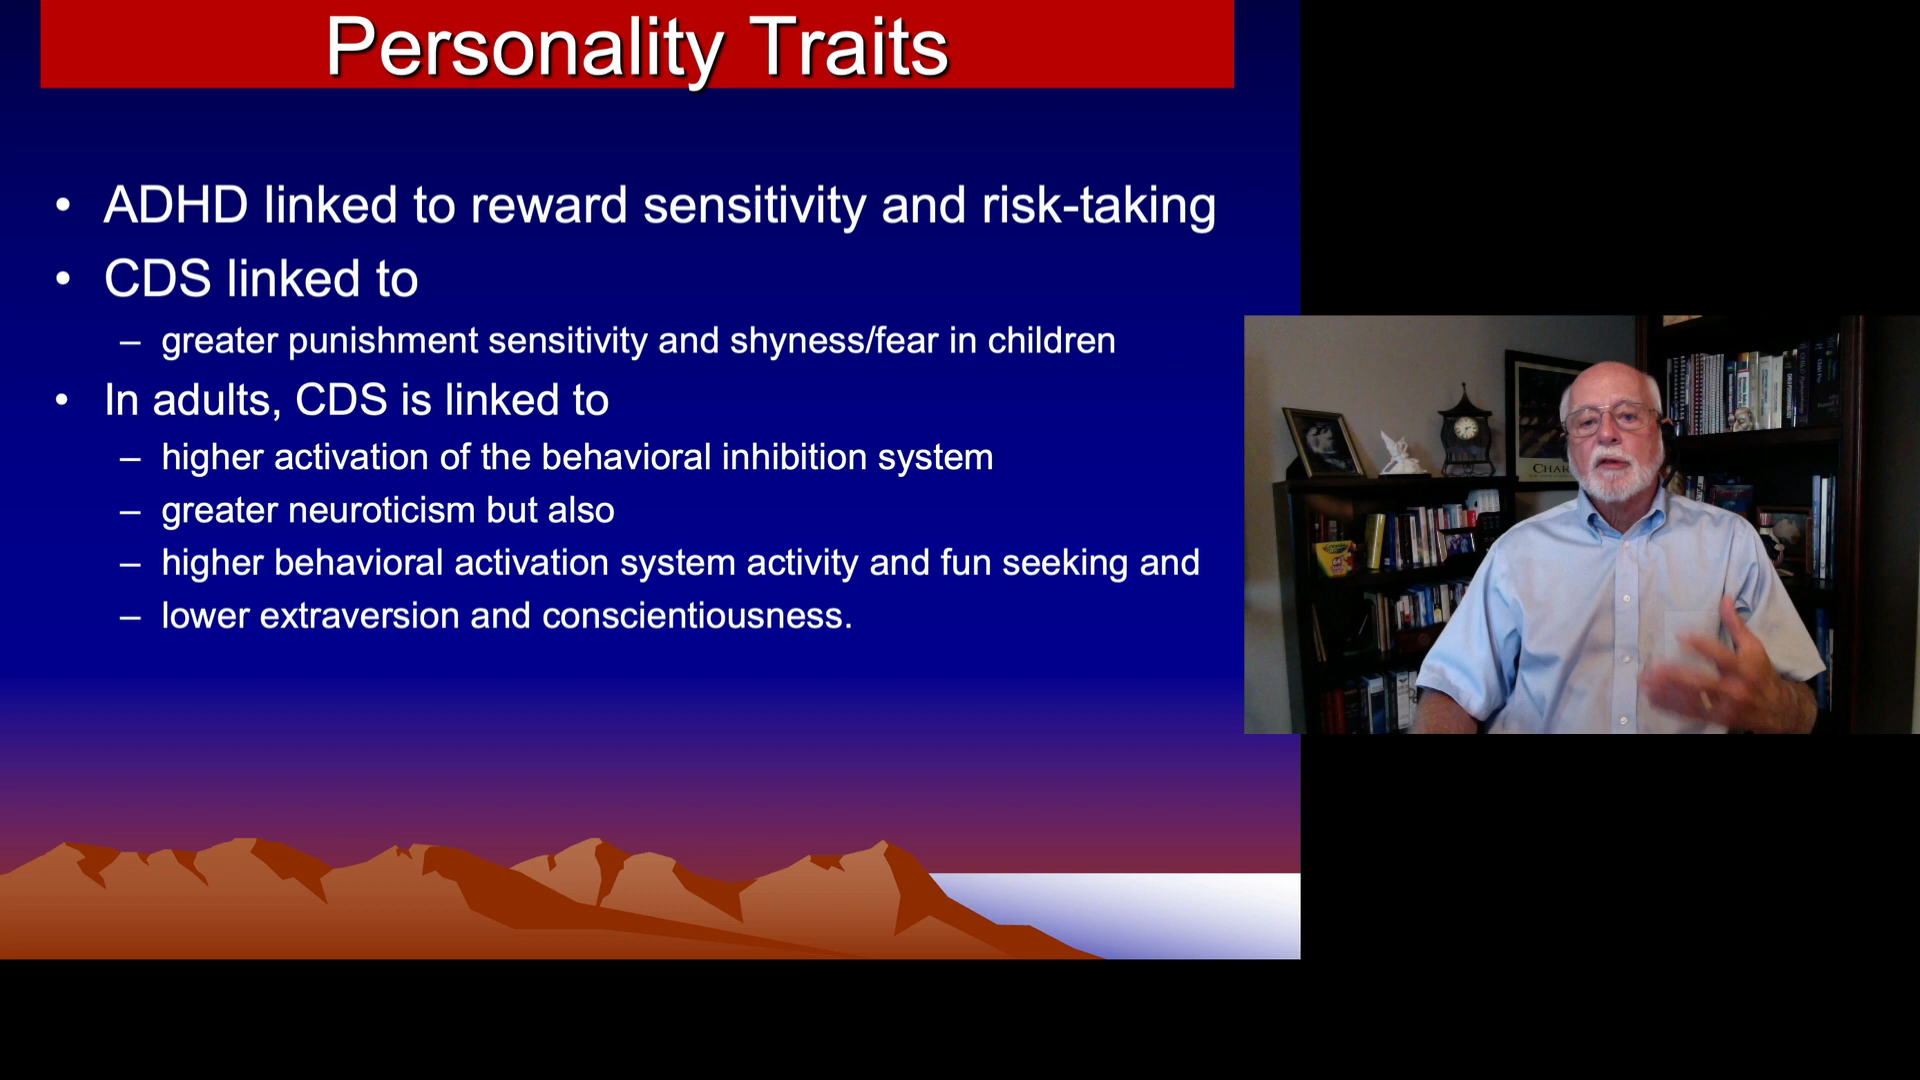 Personality Traits
• ADHD linked to reward sensitivity and risk-taking
• CDS linked to
– greater punishment sensitivity and shyness/fear in children
• In adults, CDS is linked to
– higher activation of the behavioral inhibition system
– greater neuroticism but also
– higher behavioral activation system activity and fun seeking and
– lower extraversion and conscientiousness.
CHAR